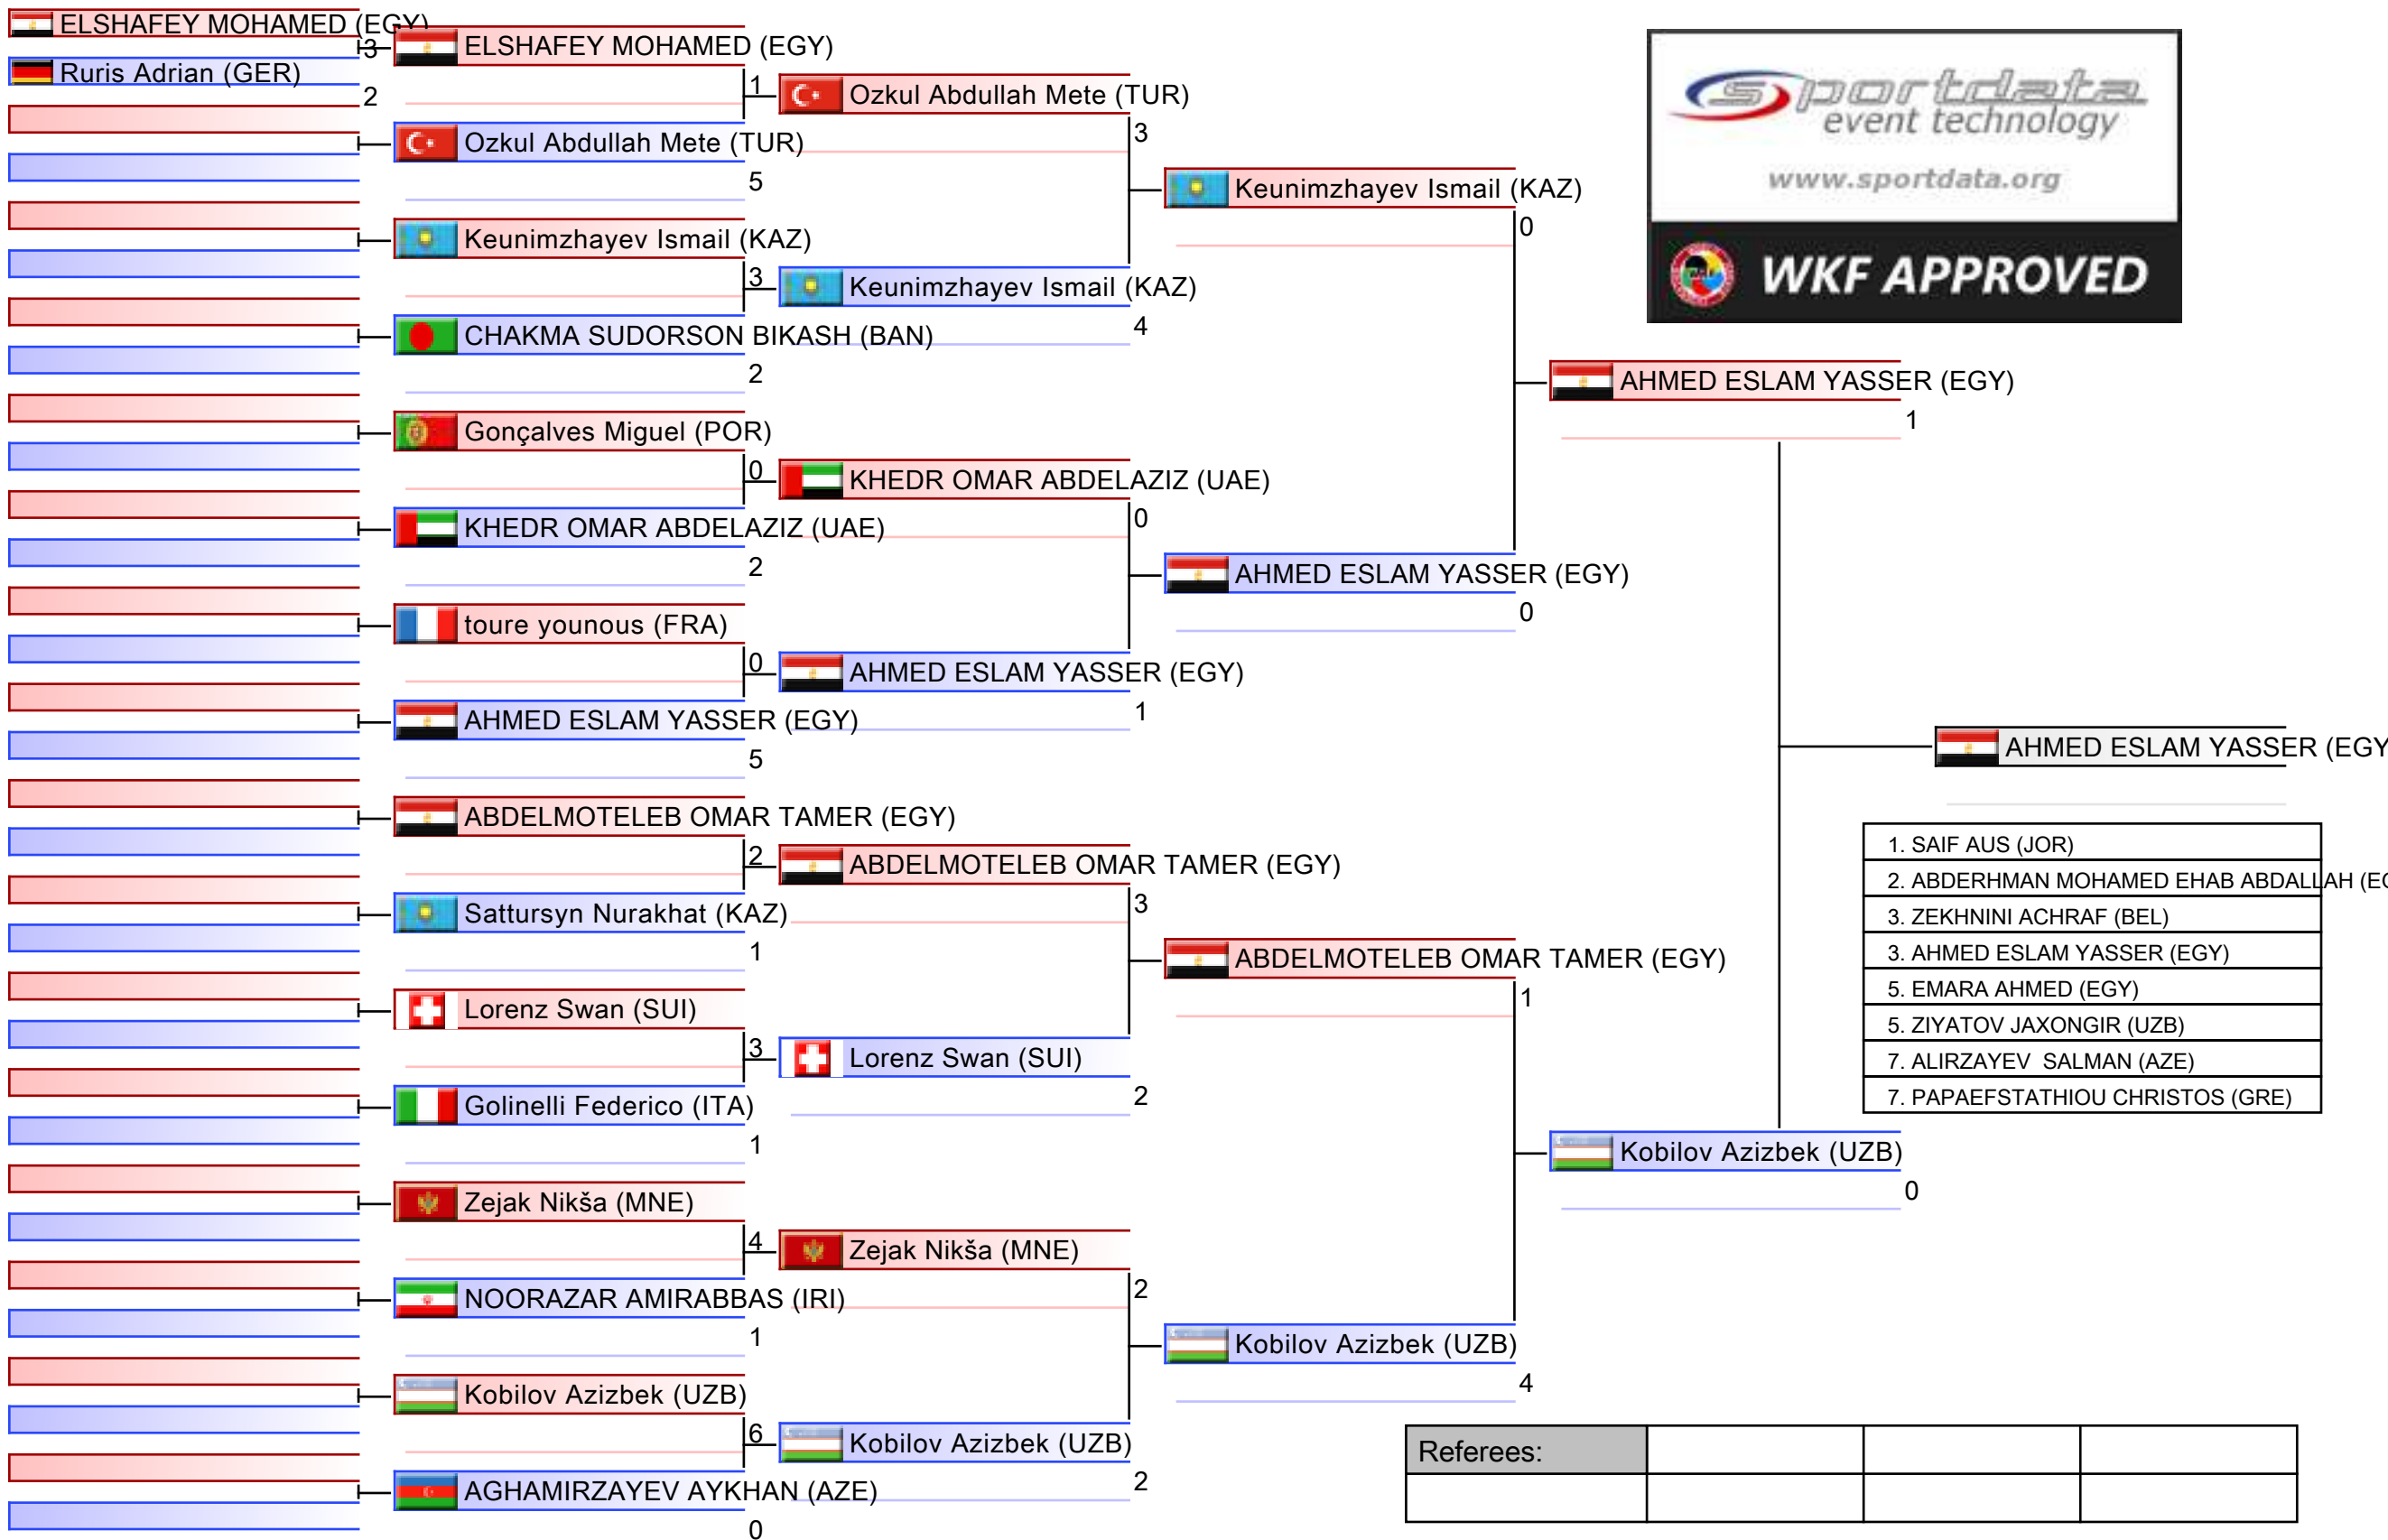 ELSHAFEY MOHAMED (EGY)
3
Ruris Adrian (GER)
2
ELSHAFEY MOHAMED (EGY)
1
Ozkul Abdullah Mete (TUR)
5
Keunimzhayev Ismail (KAZ)
3
CHAKMA SUDORSON BIKASH (BAN)
2
Gonçalves Miguel (POR)
0
KHEDR OMAR ABDELAZIZ (UAE)
2
toure younous (FRA)
0
AHMED ESLAM YASSER (EGY)
5
ABDELMOTELEB OMAR TAMER (EGY)
2
Sattursyn Nurakhat (KAZ)
1
Lorenz Swan (SUI)
3
Golinelli Federico (ITA)
1
Zejak Nikša (MNE)
4
NOORAZAR AMIRABBAS (IRI)
1
Kobilov Azizbek (UZB)
6
AGHAMIRZAYEV AYKHAN (AZE)
0
Ozkul Abdullah Mete (TUR)
3
Keunimzhayev Ismail (KAZ)
4
KHEDR OMAR ABDELAZIZ (UAE)
0
AHMED ESLAM YASSER (EGY)
1
ABDELMOTELEB OMAR TAMER (EGY)
3
Lorenz Swan (SUI)
2
Zejak Nikša (MNE)
2
Kobilov Azizbek (UZB)
2
Keunimzhayev Ismail (KAZ)
0
AHMED ESLAM YASSER (EGY)
0
ABDELMOTELEB OMAR TAMER (EGY)
1
Kobilov Azizbek (UZB)
4
AHMED ESLAM YASSER (EGY)
1
Kobilov Azizbek (UZB)
0
sportdata
event technology
www.sportdata.org
WKF APPROVED
AHMED ESLAM YASSER (EGY
1. SAIF AUS (JOR)
2. ABDERHMAN MOHAMED EHAB ABDALLAH (EG
3. ZEKHNINI ACHRAF (BEL)
3. AHMED ESLAM YASSER (EGY)
5. EMARA AHMED (EGY)
5. ZIYATOV JAXONGIR (UZB)
7. ALIRZAYEV  SALMAN (AZE)
7. PAPAEFSTATHIOU CHRISTOS (GRE)
Referees: